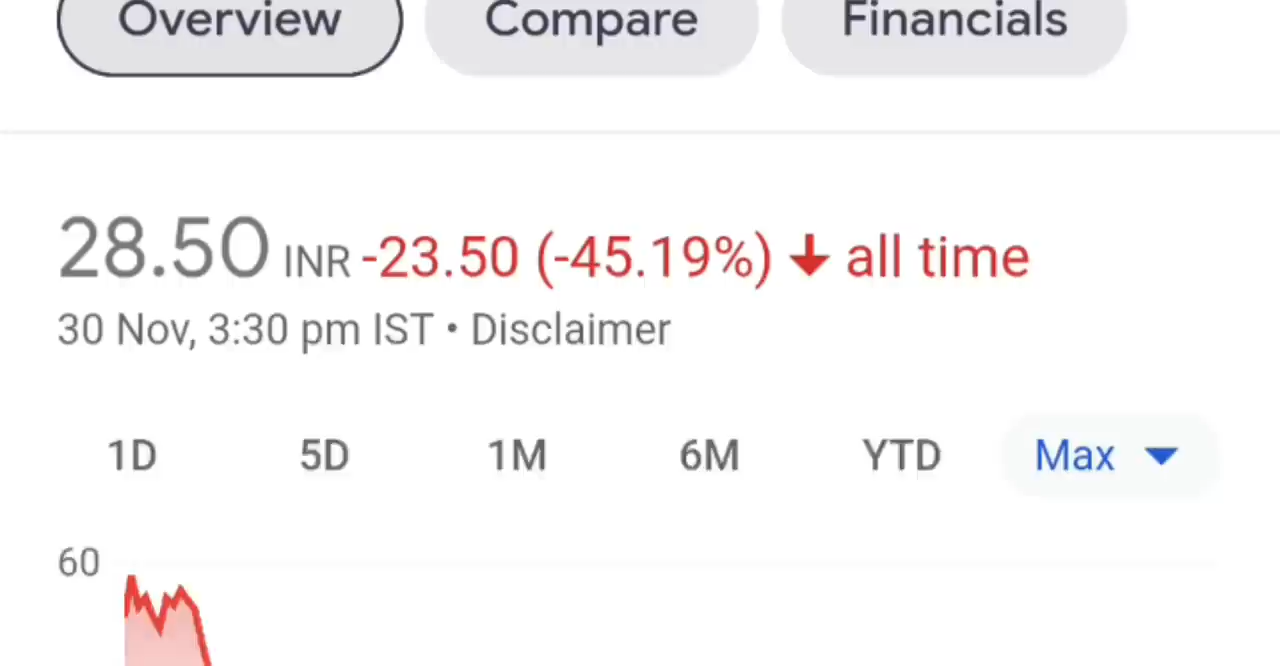 Overview Compare Financials
28.50 INR -23.50 (-45.19%) ↓ all time
30 Nov, 3:30 pm IST • Disclaimer
1D 5D 1M 6M YTD Max
60